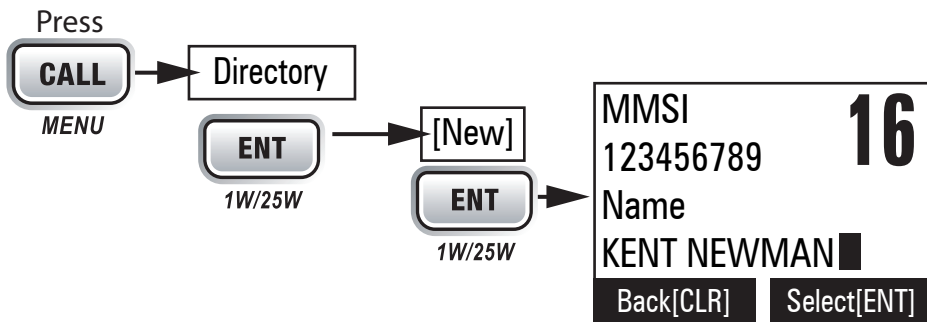 Press
CALL
MENU
Directory
ENT
1W/25W
[New]
ENT
1W/25W
MMSI
16
123456789
Name
KENT NEWMAN
Back[CLR] Select[ENT]